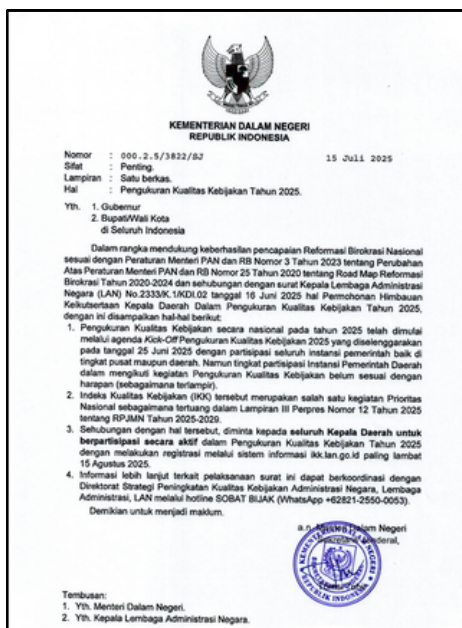 KEMENTERIAN DALAM NEGERI
REPUBLIK INDONESIA
Nomor : 000.2.5/3822/SJ 15 Juli 2025
Sifat : Penting.
Lampiran : Satu berkas.
Hal : Pengukuran Kualitas Kebijakan Tahun 2025.
Yth. 1. Gubernur
2. Bupati/Wali Kota
di Seluruh Indonesia
Dalam rangka mendukung keberhasilan pencapaian Reformasi Birokrasi Nasional
sesuai dengan Peraturan Menteri PAN dan RB Nomor 3 Tahun 2023 tentang Perubahan
Atas Peraturan Menteri PAN dan RB Nomor 25 Tahun 2020 tentang Road Map Reformasi
Birokrasi Tahun 2020-2024 dan sehubungan dengan surat Kepala Lembaga Administrasi
Negara (LAN) No.2333/K.1/KDI.02 tanggal 16 Juni 2025 hal Permohonan Himbauan
Keikutsertaan Kepala Daerah Dalam Pengukuran Kualitas Kebijakan Tahun 2025,
dengan ini disampaikan hal-hal berikut:
1. Pengukuran Kualitas Kebijakan secara nasional pada tahun 2025 telah dimulai
melalui agenda Kick-Off Pengukuran Kualitas Kebijakan 2025 yang diselenggarakan
pada tanggal 25 Juni 2025 dengan partisipasi seluruh instansi pemerintah baik di
tingkat pusat maupun daerah. Namun tingkat partisipasi Instansi Pemerintah Daerah
dalam mengikuti kegiatan Pengukuran Kualitas Kebijakan belum sesuai dengan
harapan (sebagaimana terlampir).
2. Indeks Kualitas Kebijakan (IKK) tersebut merupakan salah satu kegiatan Prioritas
Nasional sebagaimana tertuang dalam Lampiran III Perpres Nomor 12 Tahun 2025
tentang RPJMN Tahun 2025-2029.
3. Sehubungan dengan hal tersebut, diminta kepada seluruh Kepala Daerah untuk
berpartisipasi secara aktif dalam Pengukuran Kualitas Kebijakan Tahun 2025
dengan melakukan registrasi melalui sistem informasi ikk.lan.go.id paling lambat
15 Agustus 2025.
4. Informasi lebih lanjut terkait pelaksanaan surat ini dapat berkoordinasi dengan
Direktorat Strategi Peningkatan Kualitas Kebijakan Administrasi Negara, Lembaga
Administrasi, LAN melalui hotline SOBAT BIJAK (WhatsApp +62821-2550-0053).
Demikian untuk menjadi maklum.
a.n. Menteri Dalam Negeri
Sekretaris Jenderal,
Tembusan:
1. Yth. Menteri Dalam Negeri.
2. Yth. Kepala Lembaga Administrasi Negara.